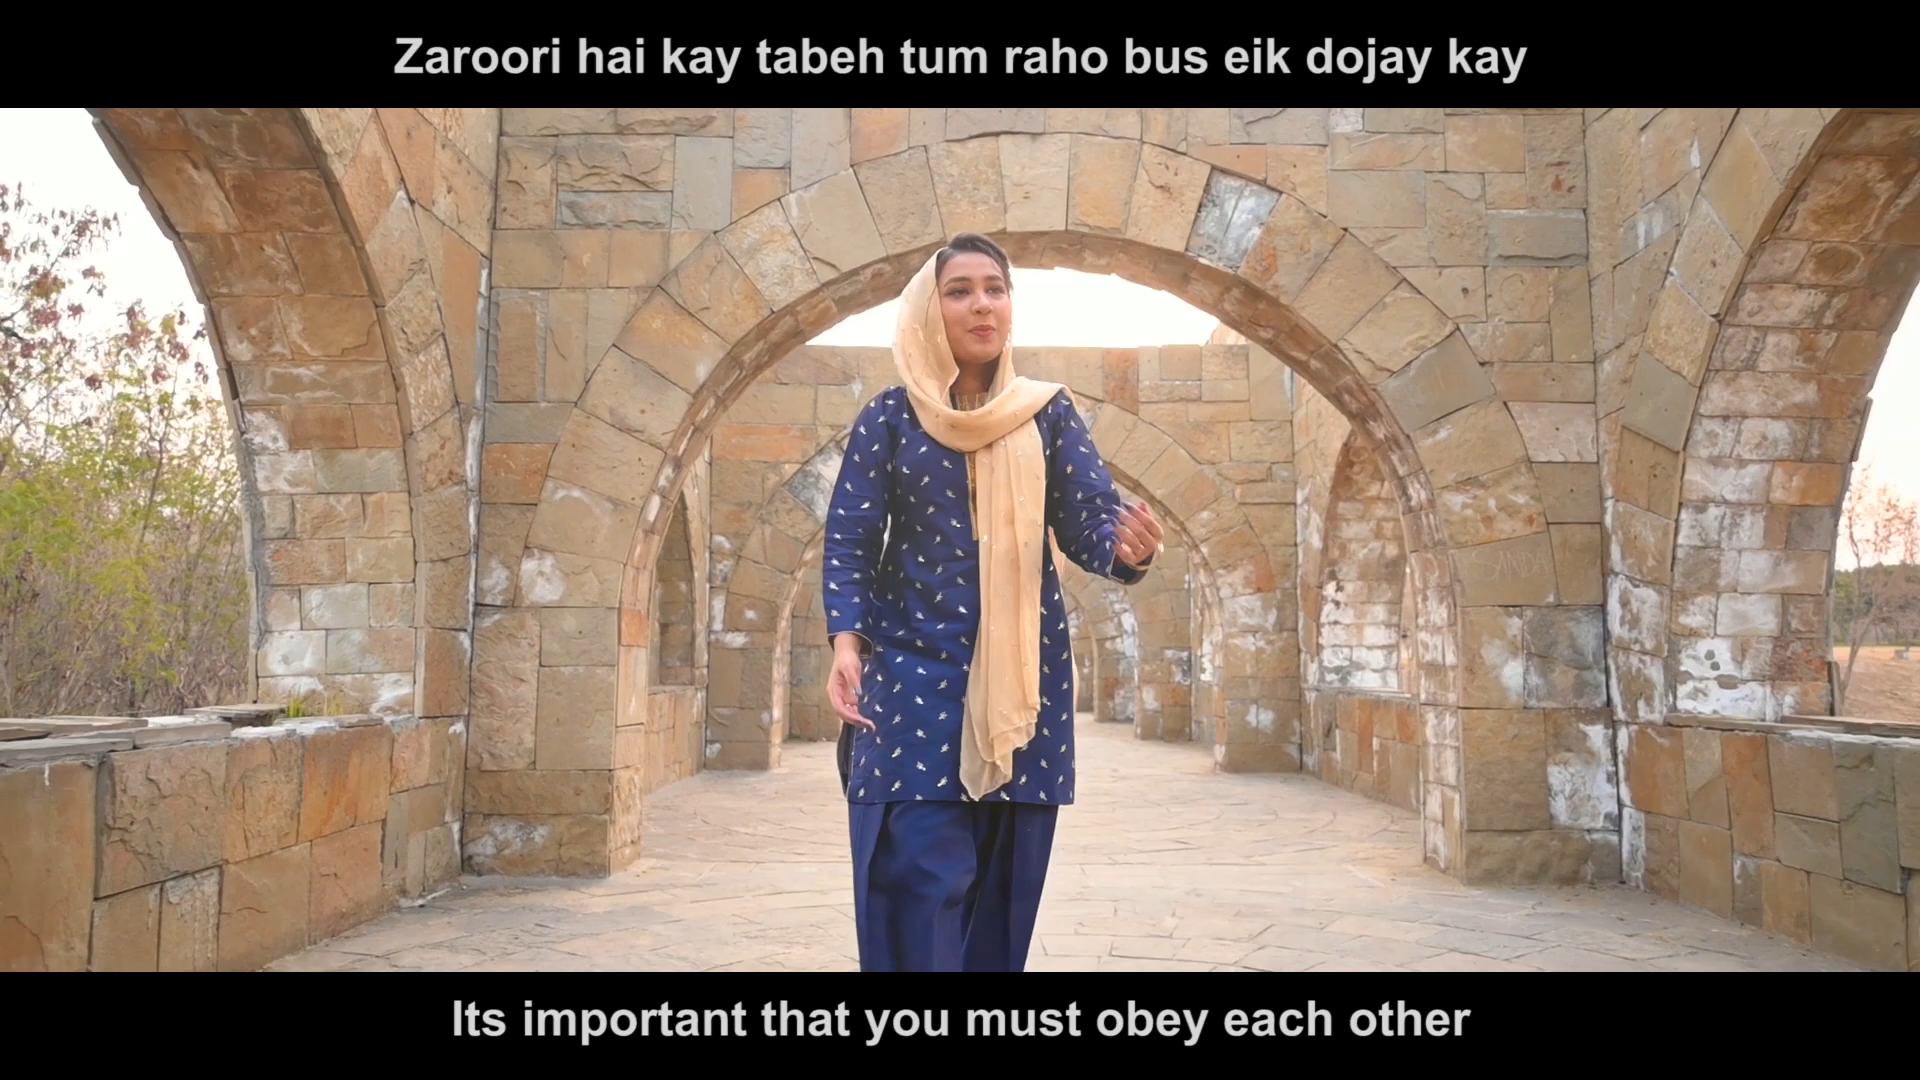 Zaroori hai kay tabeh tum raho bus eik dojay kay
Its important that you must obey each other